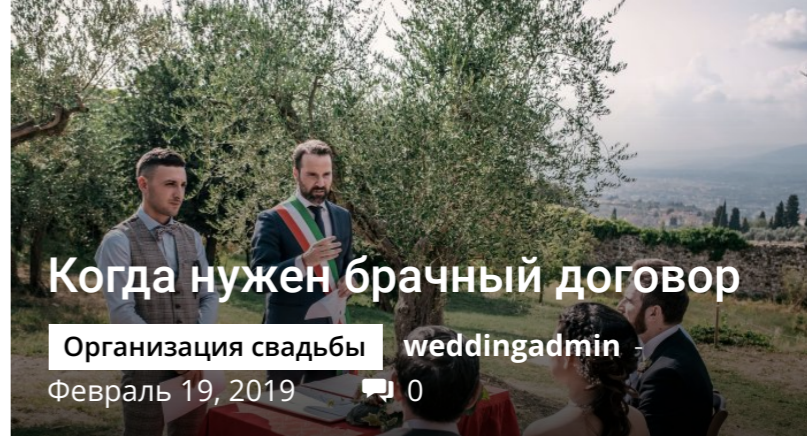 Когда нужен брачный договор
Организация свадьбы weddingadmin -
Февраль 19, 2019 0